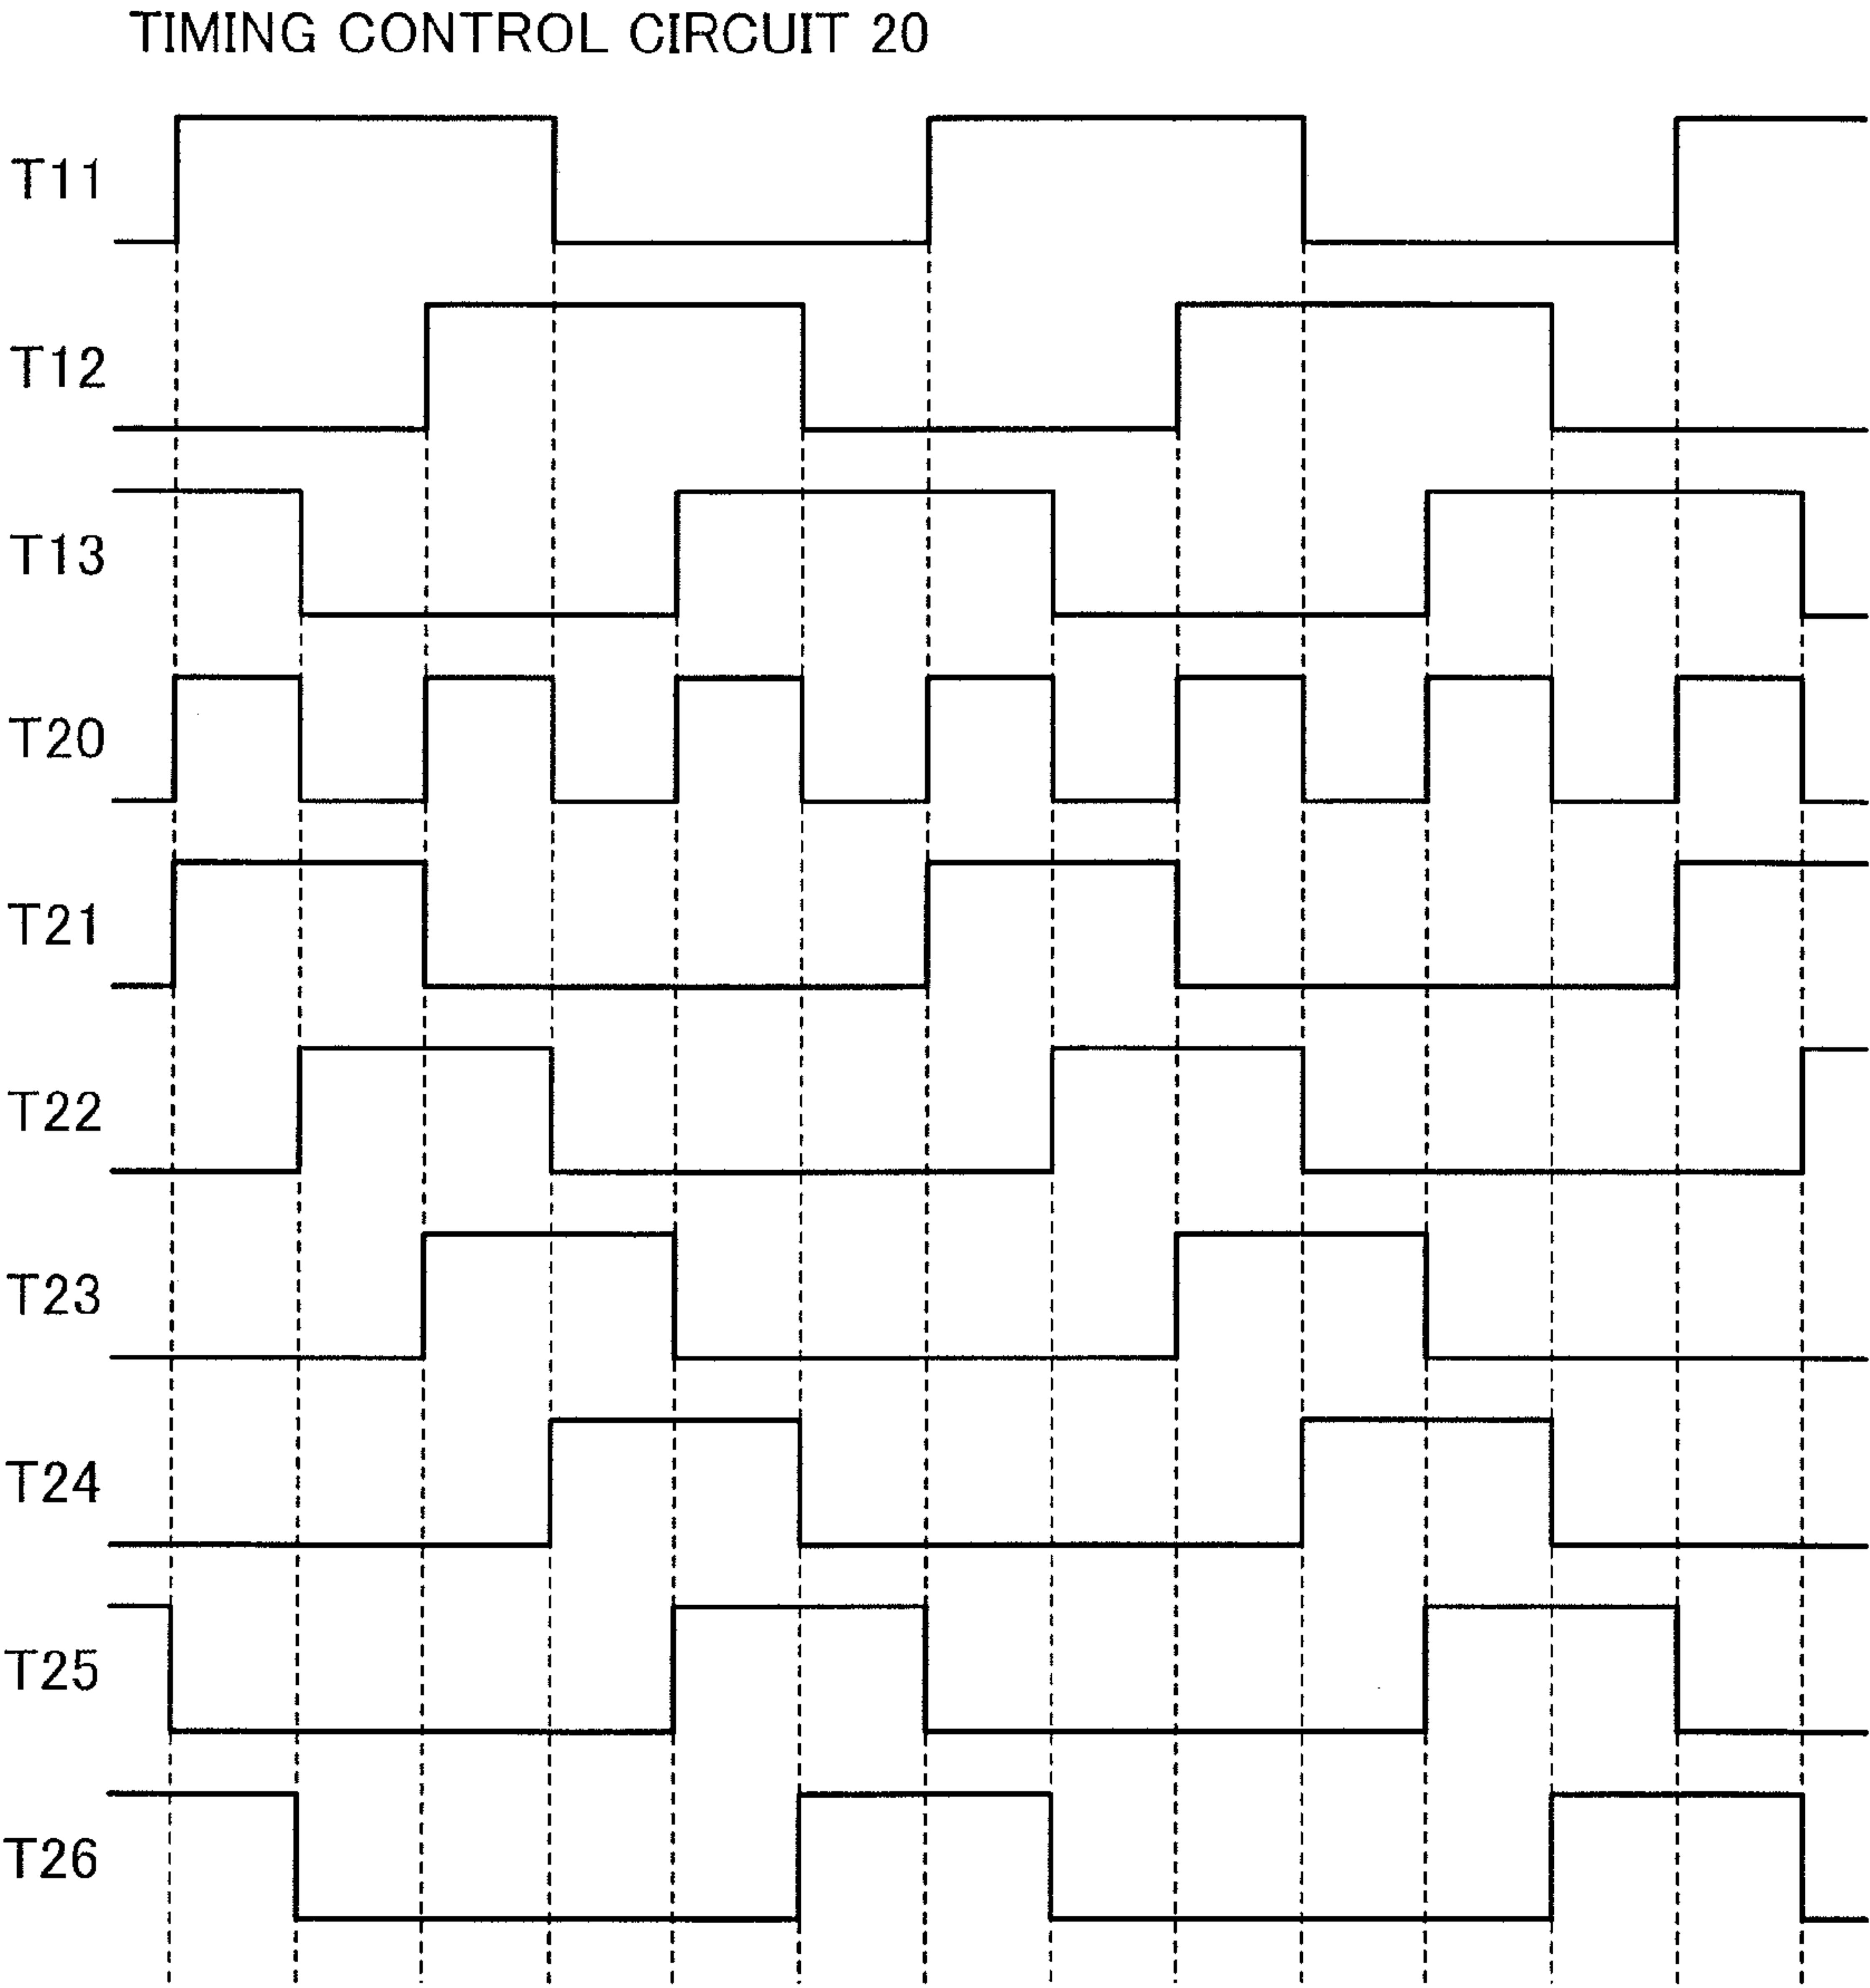 TIMING CONTROL CIRCUIT 20
T11
T12
T13
T20
T21
T22
T23
T24
T25
T26